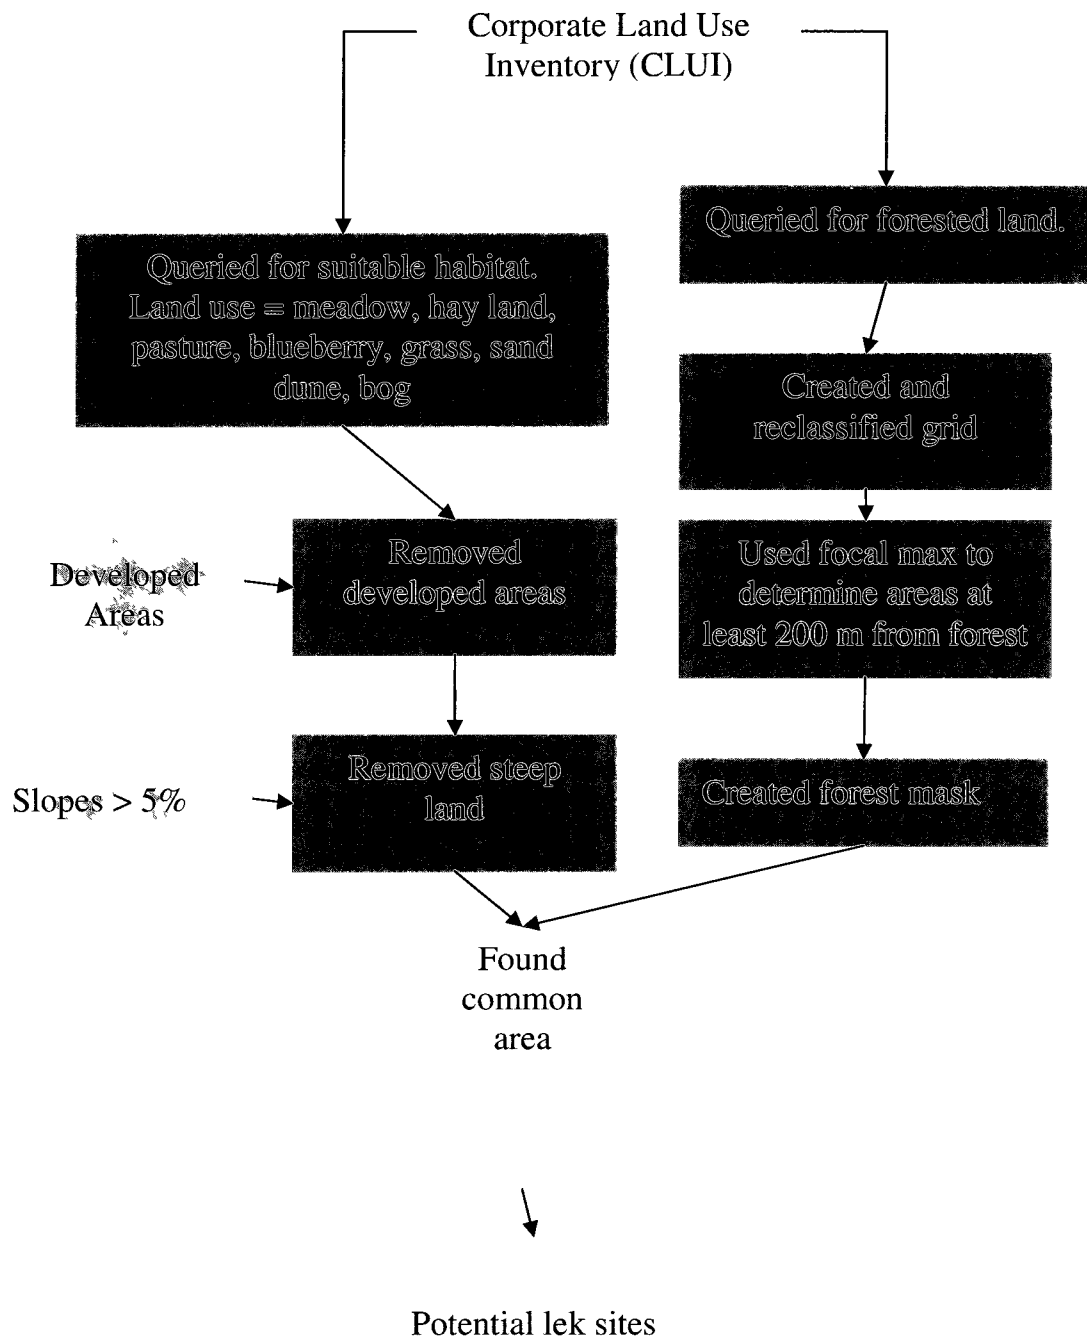 Corporate Land Use
Inventory (CLUI)
Queried for forested land.
Queried for suitable habitat.
Land use = meadow, hay land,
pasture, blueberry, grass, sand
dune, bog
Created and
reclassified grid
Removed
developed areas
Used focal max to
determine areas at
least 200 m from forest
Developed
Areas
Removed steep
land
Created forest mask
Slopes > 5%
Found
common
area
Potential lek sites